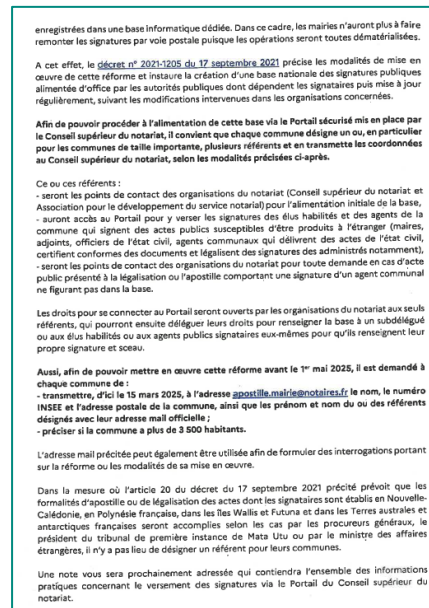 enregistrées dans une base informatique dédiée. Dans ce cadre, les mairies n'auront plus à faire
remonter les signatures par voie postale puisque les opérations seront toutes dématérialisées.
A cet effet, le décret n° 2021-1205 du 17 septembre 2021 précise les modalités de mise en
œuvre de cette réforme et instaure la création d'une base nationale des signatures publiques
alimentée d'office par les autorités publiques dont dépendent les signataires puis mise à jour
régulièrement, suivant les modifications intervenues dans les organisations concernées.
Afin de pouvoir procéder à l'alimentation de cette base via le Portail sécurisé mis en place par
le Conseil supérieur du notariat, il convient que chaque commune désigne un ou, en particulier
pour les communes de taille importante, plusieurs référents et en transmette les coordonnées
au Conseil supérieur du notariat, selon les modalités précisées ci-après.
Ce ou ces référents :
- seront les points de contact des organisations du notariat (Conseil supérieur du notariat et
Association pour le développement du service notarial) pour l'alimentation initiale de la base,
- auront accès au Portail pour y verser les signatures des élus habilités et des agents de la
commune qui signent des actes publics susceptibles d'être produits à l'étranger (maires,
adjoints, officiers de l'état civil, agents communaux qui délivrent des actes de l'état civil,
certifient conformes des documents et légalisent des signatures des administrés notamment),
- seront les points de contact des organisations du notariat pour toute demande en cas d'acte
public présenté à la légalisation ou l'apostille comportant une signature d'un agent communal
ne figurant pas dans la base.
Les droits pour se connecter au Portail seront ouverts par les organisations du notariat aux seuls
référents, qui pourront ensuite déléguer leurs droits pour renseigner la base à un subdélégué
ou aux élus habilités ou aux agents publics signataires eux-mêmes pour qu'ils renseignent leur
propre signature et sceau.
Aussi, afin de pouvoir mettre en œuvre cette réforme avant le 1er mai 2025, il est demandé à
chaque commune de :
- transmettre, d'ici le 15 mars 2025, à l'adresse apostille.mairie@notaires.fr le nom, le numéro
INSEE et l'adresse postale de la commune, ainsi que les prénom et nom du ou des référents
désignés avec leur adresse mail officielle ;
- préciser si la commune a plus de 3 500 habitants.
L'adresse mail précitée peut également être utilisée afin de formuler des interrogations portant
sur la réforme ou les modalités de sa mise en œuvre.
Dans la mesure où l'article 20 du décret du 17 septembre 2021 précité prévoit que les
formalités d'apostille ou de légalisation des actes dont les signataires sont établis en Nouvelle-
Calédonie, en Polynésie française, dans les îles Wallis et Futuna et dans les Terres australes et
antarctiques françaises seront accomplies selon les cas par les procureurs généraux, le
président du tribunal de première instance de Mata Utu ou par le ministre des affaires
étrangères, il n'y a pas lieu de désigner un référent pour leurs communes.
Une note vous sera prochainement adressée qui contiendra l'ensemble des informations
pratiques concernant le versement des signatures via le Portail du Conseil supérieur du
notariat.